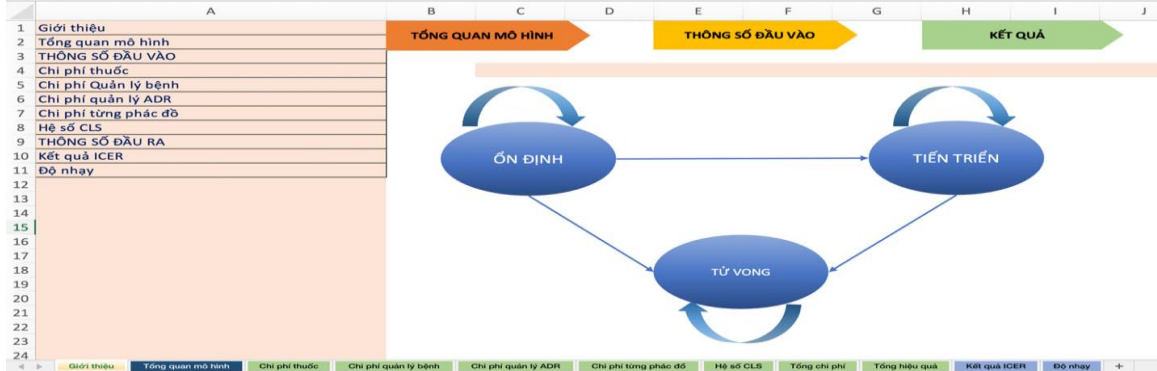 A B C D E F G H I J
1 Giới thiệu
2 Tổng quan mô hình
3 THÔNG SỐ ĐẦU VÀO
4 Chi phí thuốc
5 Chi phí Quản lý bệnh
6 Chi phí quản lý ADR
7 Chi phí từng phác đồ
8 Hệ số CLS
9 THÔNG SỐ ĐẦU RA
10 Kết quả ICER
11 Độ nhạy
12
13
14
15
16
17
18
19
20
21
22
23
24
TỔNG QUAN MÔ HÌNH THÔNG SỐ ĐẦU VÀO KẾT QUẢ
ỔN ĐỊNH TIẾN TRIỂN
TỬ VONG
Giới thiệu Tổng quan mô hình Chi phí thuốc Chi phí quản lý bệnh Chi phí quản lý ADR Chi phí từng phác đồ Hệ số CLS Tổng chi phí Tổng hiệu quả Kết quả ICER Độ nhạy +